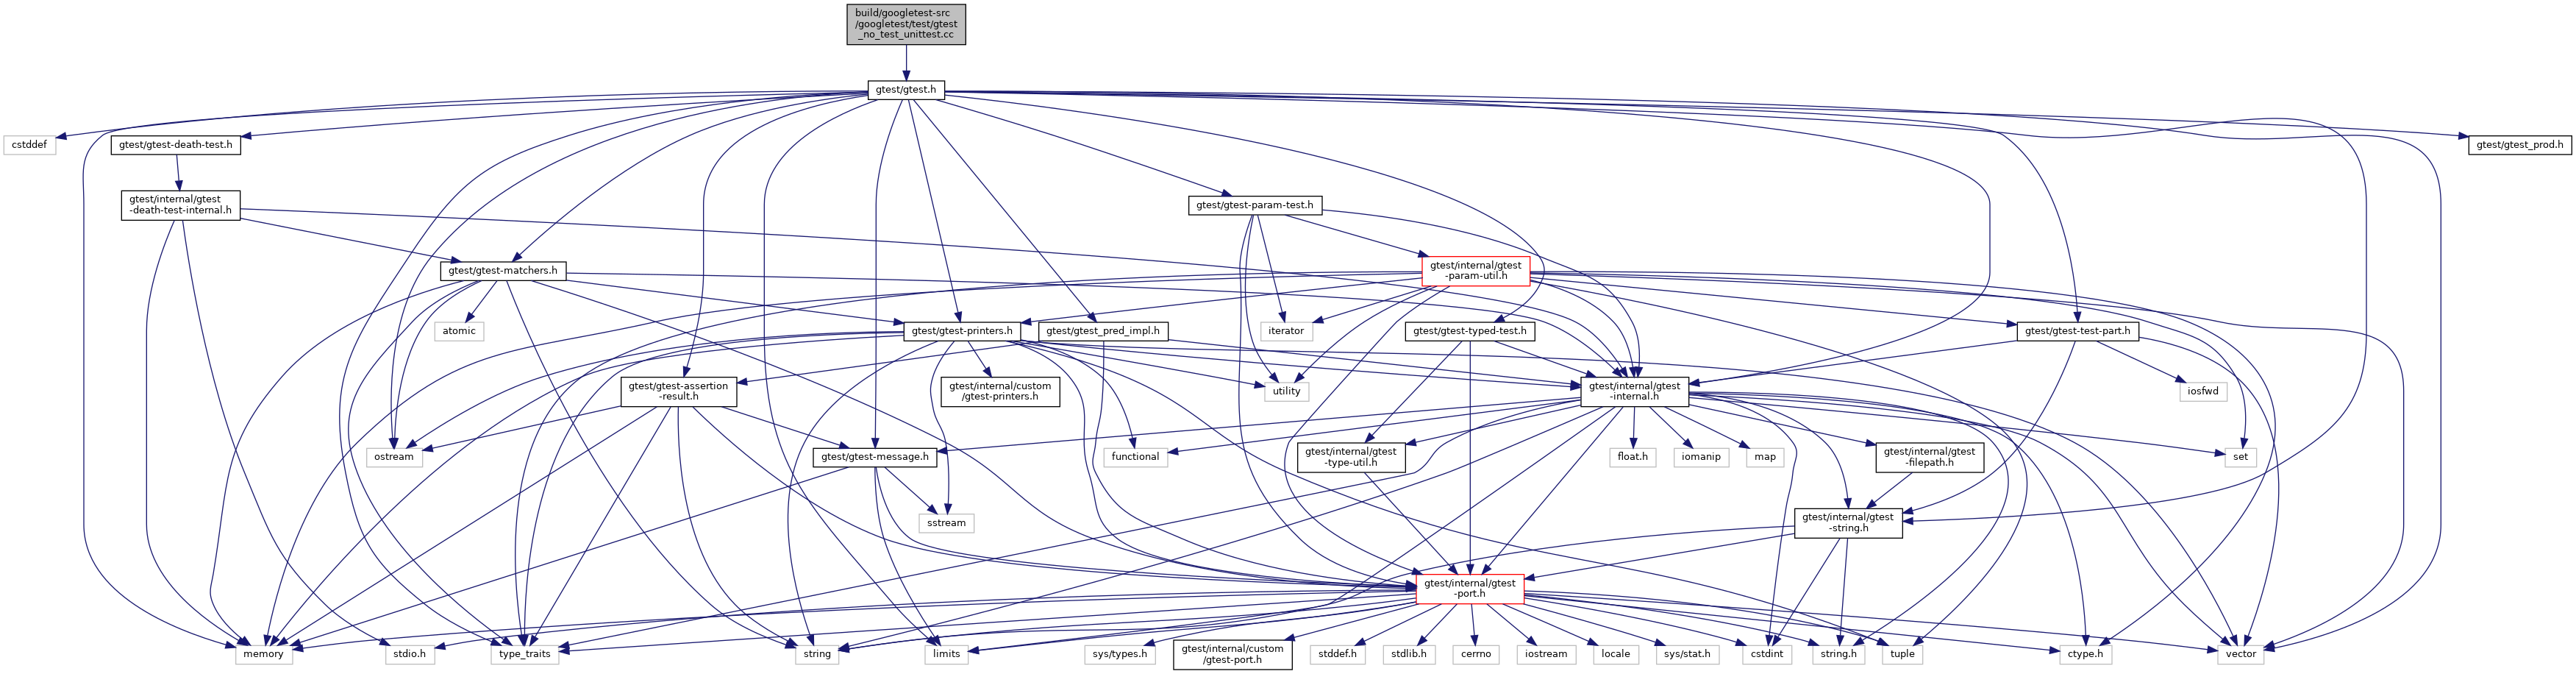 build/googletest-src
/googletest/test/gtest
_no_test_unittest.cc
gtest/gtest.h
cstddef
gtest/gtest-death-test.h
gtest/gtest_prod.h
gtest/internal/gtest
-death-test-internal.h
gtest/gtest-param-test.h
gtest/gtest-matchers.h
gtest/internal/gtest
-param-util.h
atomic
gtest/gtest-printers.h
gtest/gtest_pred_impl.h
iterator
gtest/gtest-typed-test.h
gtest/gtest-test-part.h
gtest/gtest-assertion
-result.h
gtest/internal/custom
/gtest-printers.h
utility
gtest/internal/gtest
-internal.h
iosfwd
ostream
gtest/gtest-message.h
functional
gtest/internal/gtest
-type-util.h
float.h
iomanip
map
gtest/internal/gtest
-filepath.h
set
sstream
gtest/internal/gtest
-string.h
gtest/internal/gtest
-port.h
memory
stdio.h
type_traits
string
limits
sys/types.h
gtest/internal/custom
/gtest-port.h
stddef.h
stdlib.h
cerrno
iostream
locale
sys/stat.h
cstdint
string.h
tuple
ctype.h
vector